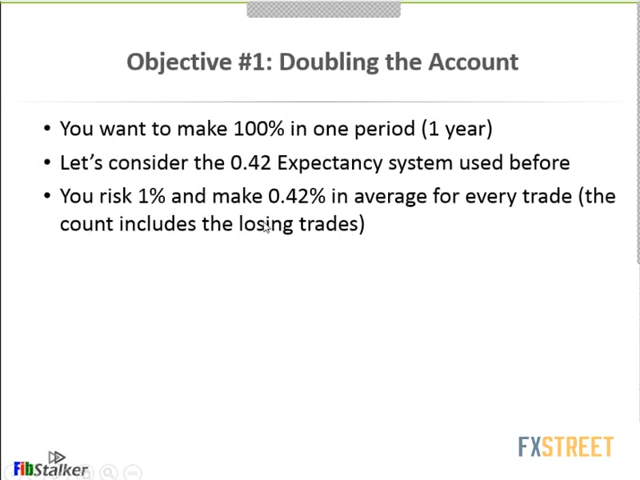 Objective #1: Doubling the Account
• You want to make 100% in one period (1 year)
• Let's consider the 0.42 Expectancy system used before
• You risk 1% and make 0.42% in average for every trade (the
count includes the losing trades)
FXSTREET
FibStalker